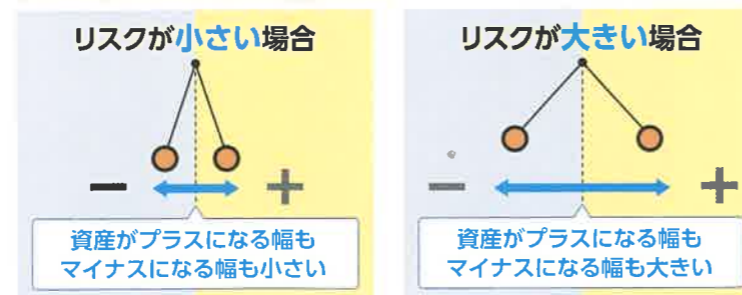 リスクが小さい場合
− +
資産がプラスになる幅も
マイナスになる幅も小さい
リスクが大きい場合
− +
資産がプラスになる幅も
マイナスになる幅も大きい